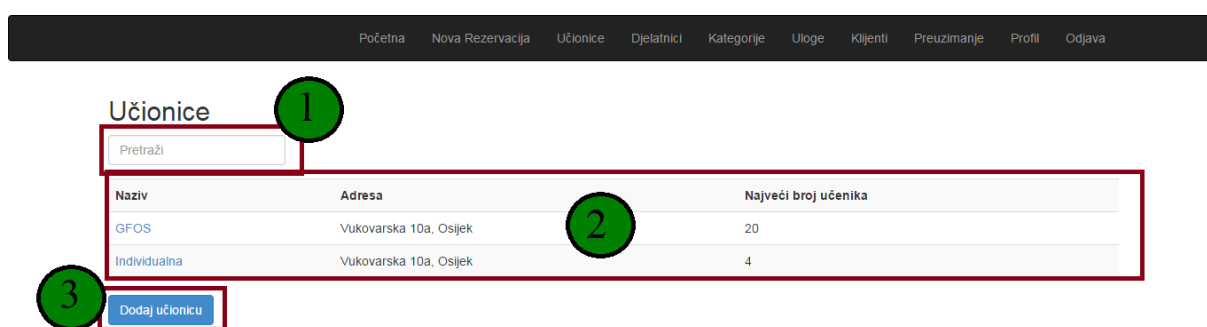 Početna Nova Rezervacija Učionice Djelatnici Kategorije Uloge Klijenti Preuzimanje Profil Odjava
Učionice
1
Pretraži
Naziv Adresa Najveći broj učenika
GFOS Vukovarska 10a, Osijek 2 20
Individualna Vukovarska 10a, Osijek 4
3
Dodaj učionicu